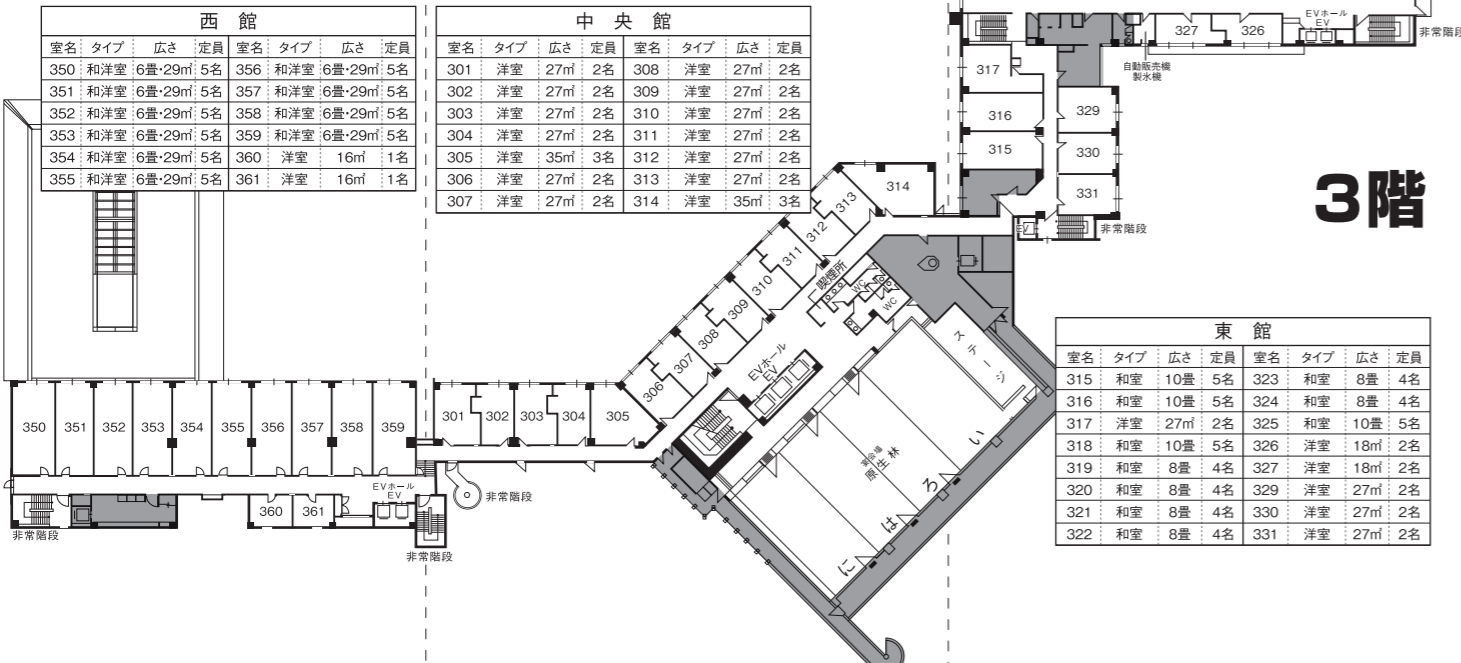 西 館
室名 タイプ 広さ 定員 室名 タイプ 広さ 定員
350 和洋室 6畳・29㎡ 5名 356 和洋室 6畳・29㎡ 5名
351 和洋室 6畳・29㎡ 5名 357 和洋室 6畳・29㎡ 5名
352 和洋室 6畳・29㎡ 5名 358 和洋室 6畳・29㎡ 5名
353 和洋室 6畳・29㎡ 5名 359 和洋室 6畳・29㎡ 5名
354 和洋室 6畳・29㎡ 5名 360 洋室 16㎡ 1名
355 和洋室 6畳・29㎡ 5名 361 洋室 16㎡ 1名
中 央 館
室名 タイプ 広さ 定員 室名 タイプ 広さ 定員
301 洋室 27㎡ 2名 308 洋室 27㎡ 2名
302 洋室 27㎡ 2名 309 洋室 27㎡ 2名
303 洋室 27㎡ 2名 310 洋室 27㎡ 2名
304 洋室 27㎡ 2名 311 洋室 27㎡ 2名
305 洋室 35㎡ 3名 312 洋室 27㎡ 2名
306 洋室 27㎡ 2名 313 洋室 27㎡ 2名
307 洋室 27㎡ 2名 314 洋室 35㎡ 3名
327
326
EVホール
EV
非常階段
自動販売機
製氷機
317
316
315
329
330
331
EV
非常階段
3階
314
313
312
311
310
309
308
307
306
喫煙所
WC
WC
EVホール
EV
ステージ
宴会場
原生林
い
ろ
は
に
東 館
室名 タイプ 広さ 定員 室名 タイプ 広さ 定員
315 和室 10畳 5名 323 和室 8畳 4名
316 和室 10畳 5名 324 和室 8畳 4名
317 洋室 27㎡ 2名 325 和室 10畳 5名
318 和室 10畳 5名 326 洋室 18㎡ 2名
319 和室 8畳 4名 327 洋室 18㎡ 2名
320 和室 8畳 4名 329 洋室 27㎡ 2名
321 和室 8畳 4名 330 洋室 27㎡ 2名
322 和室 8畳 4名 331 洋室 27㎡ 2名
350 351 352 353 354 355 356 357 358 359
301 302 303 304 305
360 361
EVホール
EV
非常階段
非常階段
非常階段